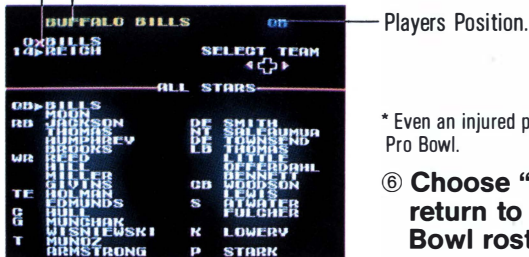 BUFFALO BILLS QB
Players Position.
0×BILLS
14▶REICH SELECT TEAM
ALL STARS
QB▶BILLS
MOON
RB JACKSON DE SMITH
THOMAS NT SALEAUMUA
HUMPHREY DE TOWNSEND
BROOKS LB THOMAS
WR REED LITTLE
HILL OFFERDAHL
MILLER BENNETT
GIVINS CB WOODSON
TE HOLMAN LEWIS
EDMUNDS S ATWATER
C HULL FULCHER
G MUNCHAK
WISNIEWSKI K LOWERY
T MUNOZ
ARMSTRONG P STARK
* Even an injured p
Pro Bowl.
⑥ Choose “
return to
Bowl rost